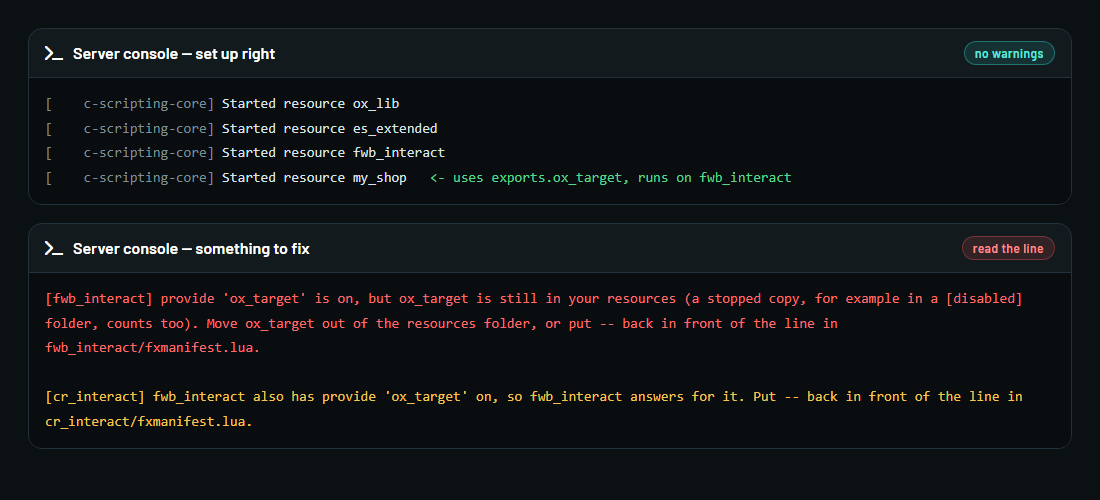 Server console – set up right
no warnings
[    c-scripting-core] Started resource ox_lib
[    c-scripting-core] Started resource es_extended
[    c-scripting-core] Started resource fwb_interact
[    c-scripting-core] Started resource my_shop   <- uses exports.ox_target, runs on fwb_interact
Server console – something to fix
read the line
[fwb_interact] provide 'ox_target' is on, but ox_target is still in your resources (a stopped copy, for example in a [disabled]
folder, counts too). Move ox_target out of the resources folder, or put -- back in front of the line in
fwb_interact/fxmanifest.lua.
[cr_interact] fwb_interact also has provide 'ox_target' on, so fwb_interact answers for it. Put -- back in front of the line in
cr_interact/fxmanifest.lua.